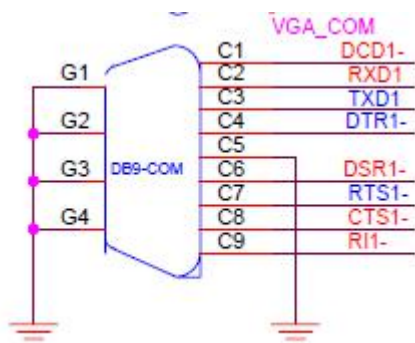 VGA_COM
G1 C1 DCD1-
C2 RXD1
G2 C3 TXD1
C4 DTR1-
C5
G3 DB9-COM C6 DSR1-
C7 RTS1-
G4 C8 CTS1-
C9 RI1-